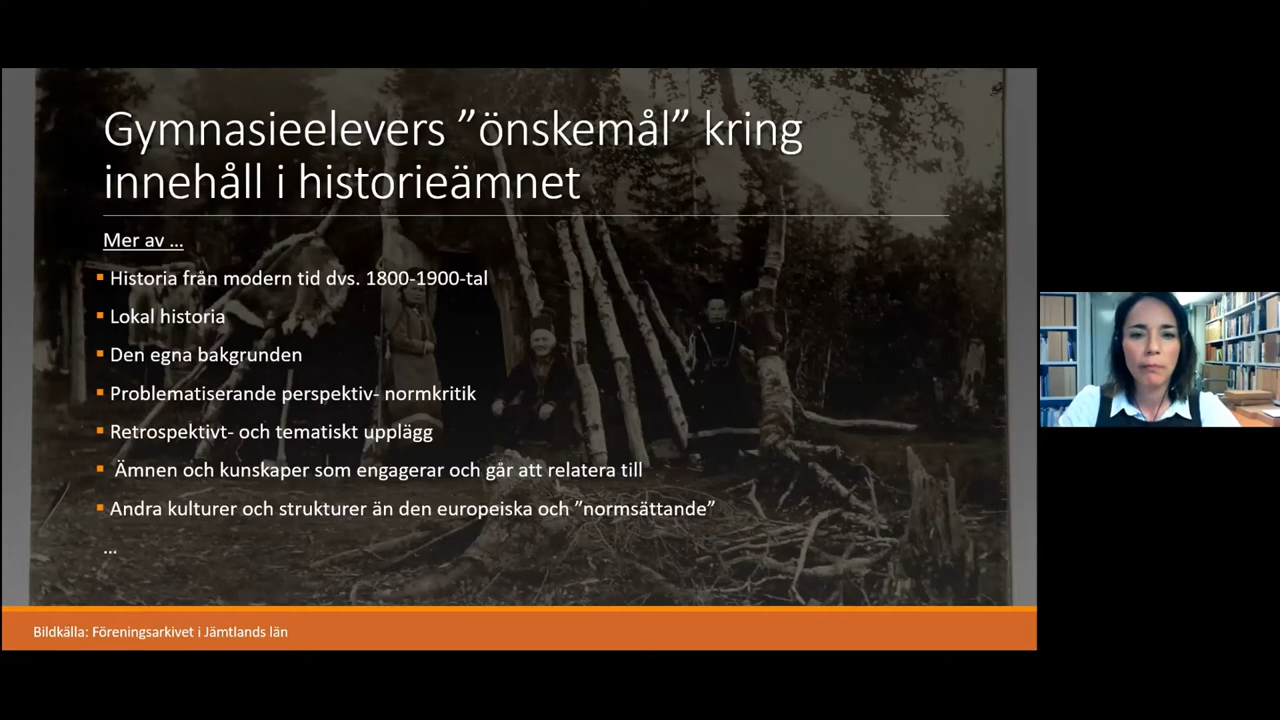 Gymnasieelevers ”önskemål” kring
innehåll i historieämnet
Mer av …
▪ Historia från modern tid dvs. 1800-1900-tal
▪ Lokal historia
▪ Den egna bakgrunden
▪ Problematiserande perspektiv- normkritik
▪ Retrospektivt- och tematiskt upplägg
▪ Ämnen och kunskaper som engagerar och går att relatera till
▪ Andra kulturer och strukturer än den europeiska och ”normsättande”
…
Bildkälla: Föreningsarkivet i Jämtlands län